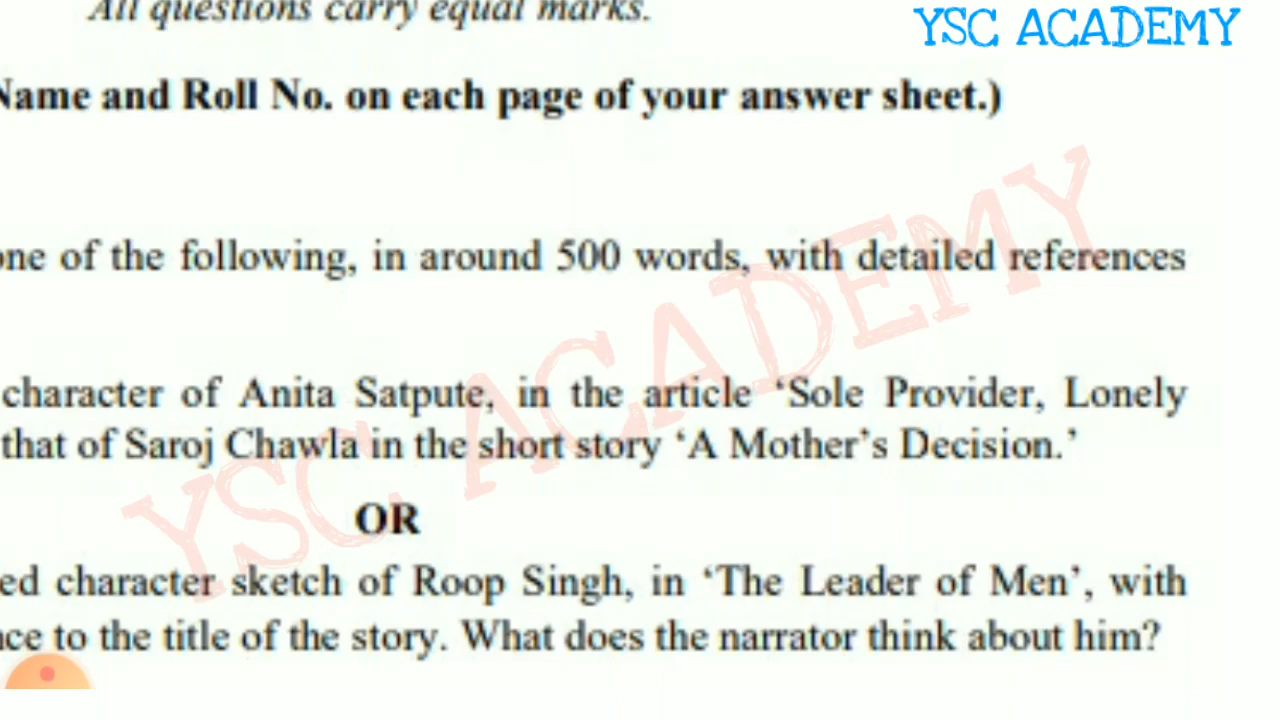 All questions carry equal marks.
YSC ACADEMY
Name and Roll No. on each page of your answer sheet.)
one of the following, in around 500 words, with detailed references
character of Anita Satpute, in the article ‘Sole Provider, Lonely
that of Saroj Chawla in the short story ‘A Mother’s Decision.’
YSC ACADEMY
OR
ed character sketch of Roop Singh, in ‘The Leader of Men’, with
nce to the title of the story. What does the narrator think about him?